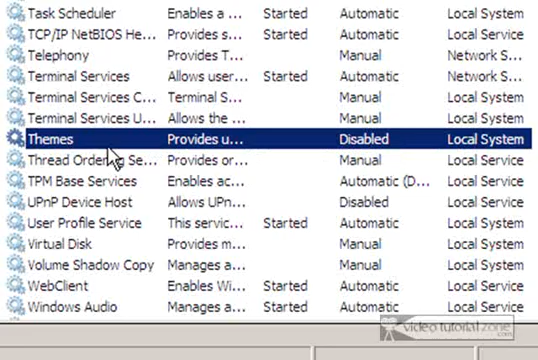 Task Scheduler Enables a ... Started Automatic Local System
TCP/IP NetBIOS He... Provides s... Started Automatic Local Service
Telephony Provides T... Manual Network S...
Terminal Services Allows user... Started Automatic Network S...
Terminal Services C... Terminal S... Manual Local System
Terminal Services U... Allows the ... Manual Local System
Themes Provides u... Disabled Local System
Thread Ordering Se... Provides or... Manual Local Service
TPM Base Services Enables ac... Automatic (D... Local Service
UPnP Device Host Allows UPn... Disabled Local Service
User Profile Service This servic... Started Automatic Local System
Virtual Disk Provides m... Manual Local System
Volume Shadow Copy Manages a... Manual Local System
WebClient Enables Wi... Started Automatic Local Service
Windows Audio Manages a... Started Automatic Local Service
video tutorial zone
.com